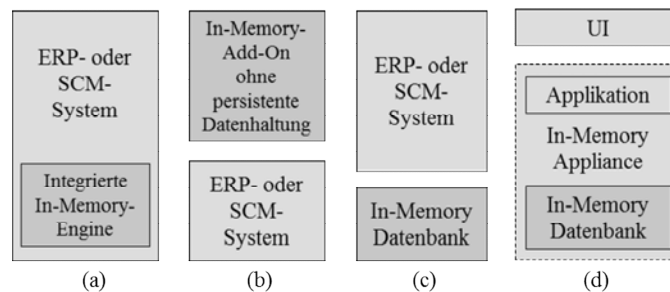 ERP- oder
SCM-
System
Integrierte
In-Memory-
Engine
(a)
In-Memory-
Add-On
ohne
persistente
Datenhaltung
ERP- oder
SCM-
System
(b)
ERP- oder
SCM-
System
In-Memory
Datenbank
(c)
UI
Applikation
In-Memory
Appliance
In-Memory
Datenbank
(d)